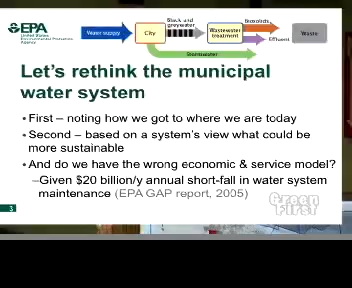 EPA
United States
Environmental Protection
Agency
Water supply
City
Black and
greywater
Wastewater
treatment
Biosolids
Effluent
Waste
Stormwater
Let's rethink the municipal
water system
• First – noting how we got to where we are today
• Second – based on a system's view what could be
more sustainable
• And do we have the wrong economic & service model?
–Given $20 billion/y annual short-fall in water system
maintenance (EPA GAP report, 2005)
Green
First
3